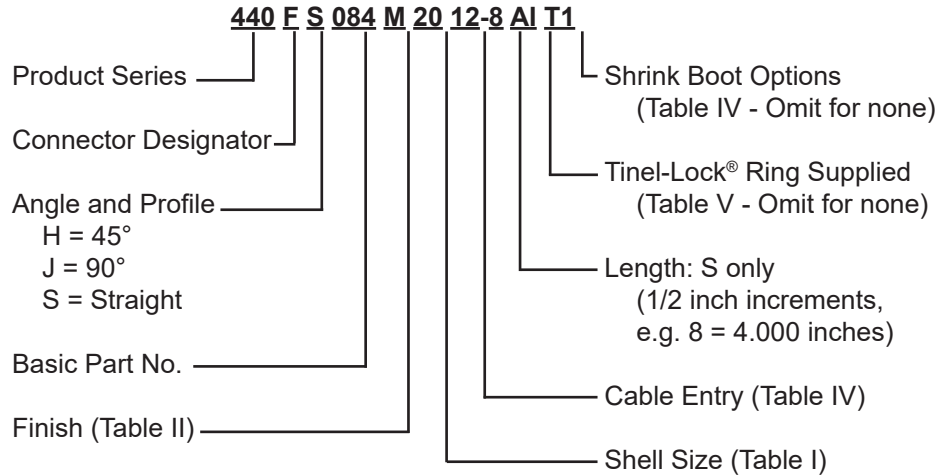 440 F S 084 M 20 12-8 AI T1
Product Series
Connector Designator
Angle and Profile
H = 45°
J = 90°
S = Straight
Basic Part No.
Finish (Table II)
Shrink Boot Options
(Table IV - Omit for none)
Tinel-Lock® Ring Supplied
(Table V - Omit for none)
Length: S only
(1/2 inch increments,
e.g. 8 = 4.000 inches)
Cable Entry (Table IV)
Shell Size (Table I)